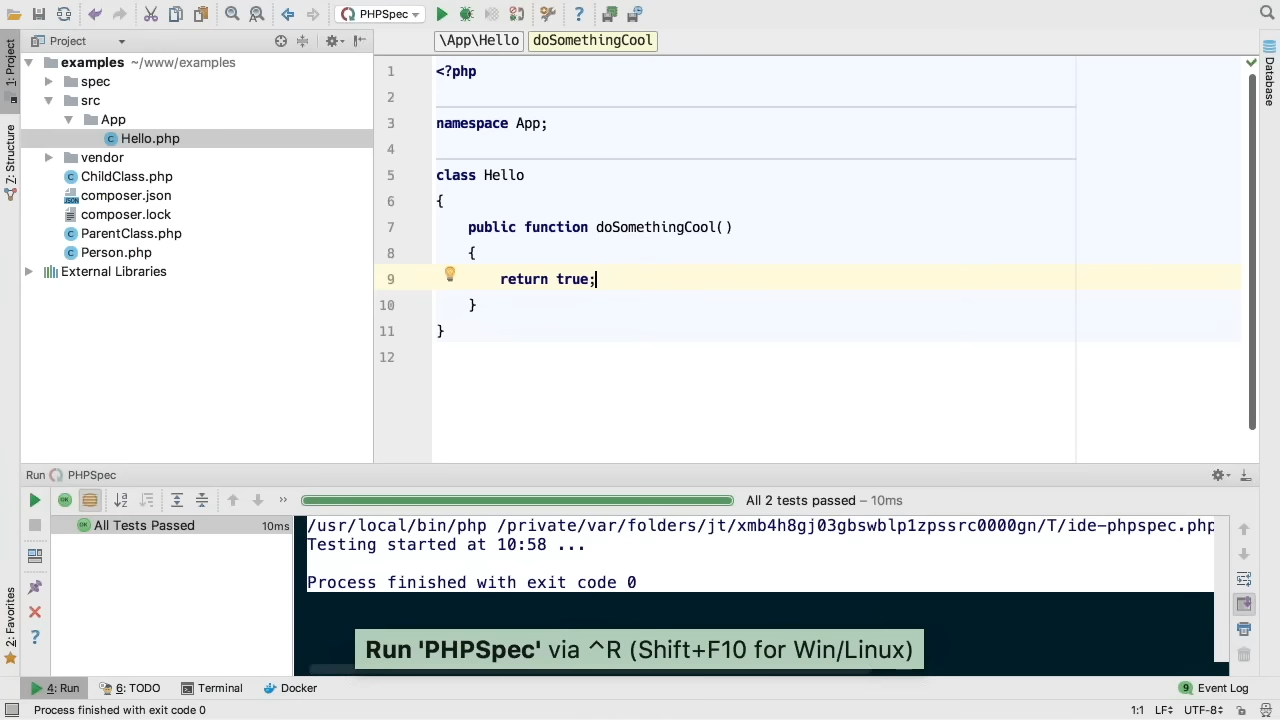 PHPSpec
Project
\App\Hello
doSomethingCool
1: Project
Z: Structure
2: Favorites
Database
examples ~/www/examples
spec
src
App
Hello.php
vendor
ChildClass.php
composer.json
composer.lock
ParentClass.php
Person.php
External Libraries
1 <?php
2
3 namespace App;
4
5 class Hello
6 {
7 public function doSomethingCool()
8 {
9 return true;
10 }
11 }
12
Run PHPSpec
All 2 tests passed – 10ms
All Tests Passed 10ms
/usr/local/bin/php /private/var/folders/jt/xmb4h8gj03gbswblp1zpssrc0000gn/T/ide-phpspec.php
Testing started at 10:58 ...
Process finished with exit code 0
Run 'PHPSpec' via ^R (Shift+F10 for Win/Linux)
4: Run
6: TODO
Terminal
Docker
9 Event Log
Process finished with exit code 0
1:1
LF
UTF-8